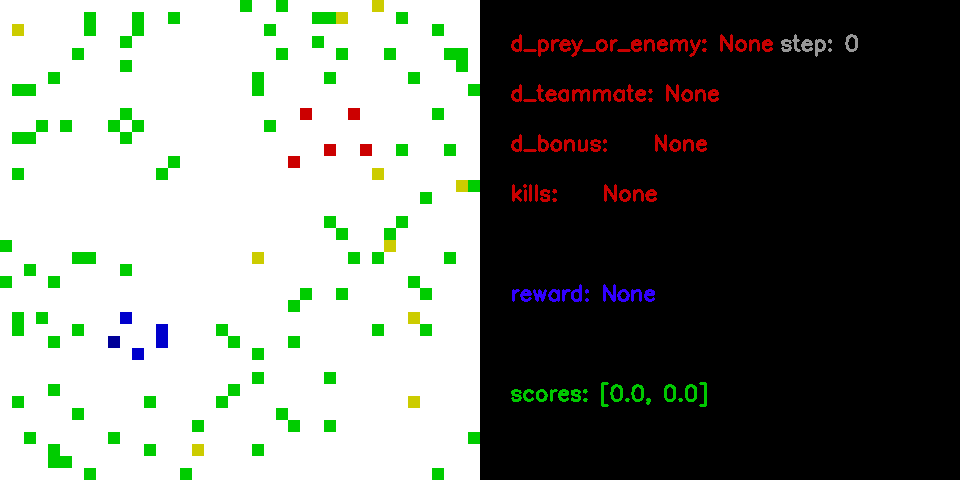 d_prey_or_enemy: None step: 0
d_teammate: None
d_bonus: None
kills: None
reward: None
scores: [0.0, 0.0]